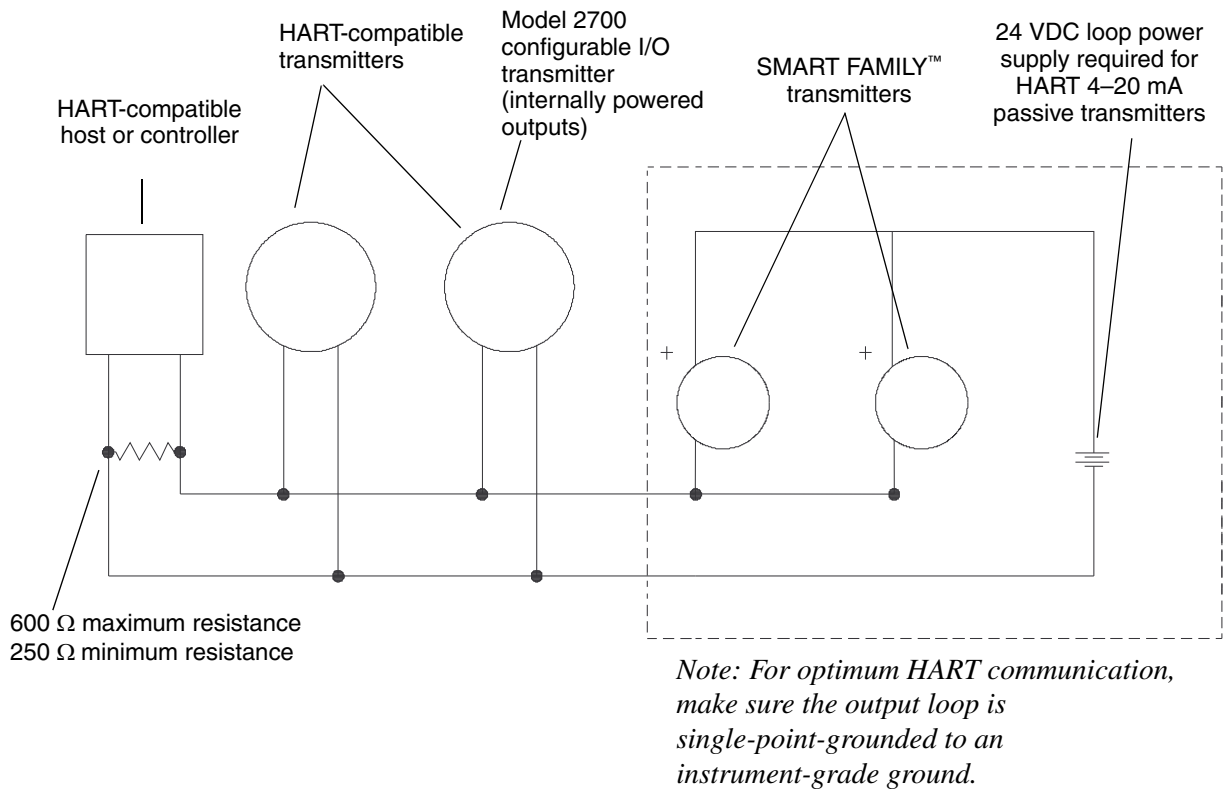 HART-compatible
host or controller
HART-compatible
transmitters
Model 2700
configurable I/O
transmitter
(internally powered
outputs)
SMART FAMILY™
transmitters
24 VDC loop power
supply required for
HART 4–20 mA
passive transmitters
+
+
600 Ω maximum resistance
250 Ω minimum resistance
Note: For optimum HART communication,
make sure the output loop is
single-point-grounded to an
instrument-grade ground.